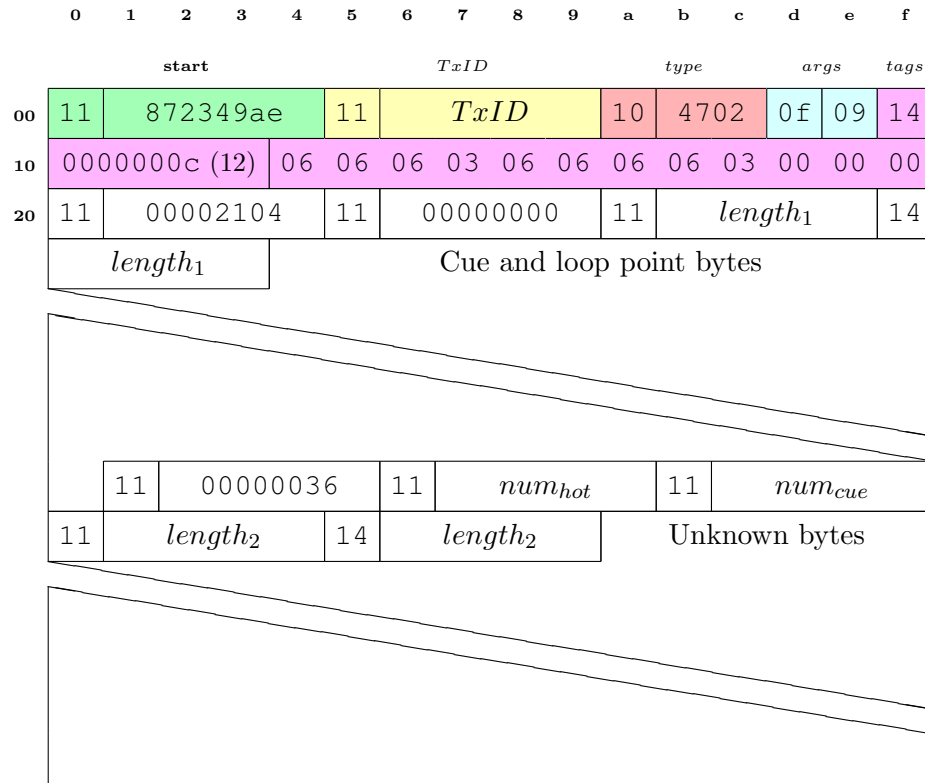 0 1 2 3 4 5 6 7 8 9 a b c d e f
start TxID type args tags
00 11 872349ae 11 TxID 10 4702 0f 09 14
10 0000000c (12) 06 06 06 03 06 06 06 06 03 00 00 00
20 11 00002104 11 00000000 11 length₁ 14
length₁ Cue and loop point bytes
11 00000036 11 num_hot 11 num_cue
11 length₂ 14 length₂ Unknown bytes